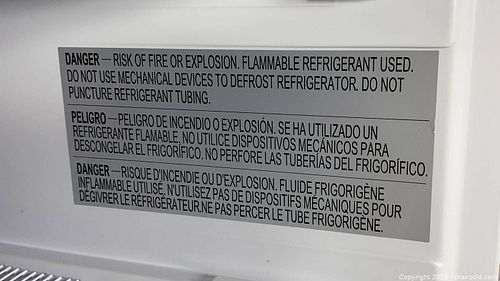 DANGER — RISK OF FIRE OR EXPLOSION. FLAMMABLE REFRIGERANT USED.
DO NOT USE MECHANICAL DEVICES TO DEFROST REFRIGERATOR. DO NOT
PUNCTURE REFRIGERANT TUBING.
PELIGRO — PELIGRO DE INCENDIO O EXPLOSIÓN. SE HA UTILIZADO UN
REFRIGERANTE FLAMABLE. NO UTILICE DISPOSITIVOS MECÁNICOS PARA
DESCONGELAR EL FRIGORÍFICO. NO PERFORE LAS TUBERÍAS DEL FRIGORÍFICO.
DANGER — RISQUE D'INCENDIE OU D'EXPLOSION. FLUIDE FRIGORIGÈNE
INFLAMMABLE UTILISÉ. N'UTILISEZ PAS DE DISPOSITIFS MÉCANIQUES POUR
DÉGIVRER LE RÉFRIGÉRATEUR.NE PAS PERCER LE TUBE FRIGORIGÈNE.